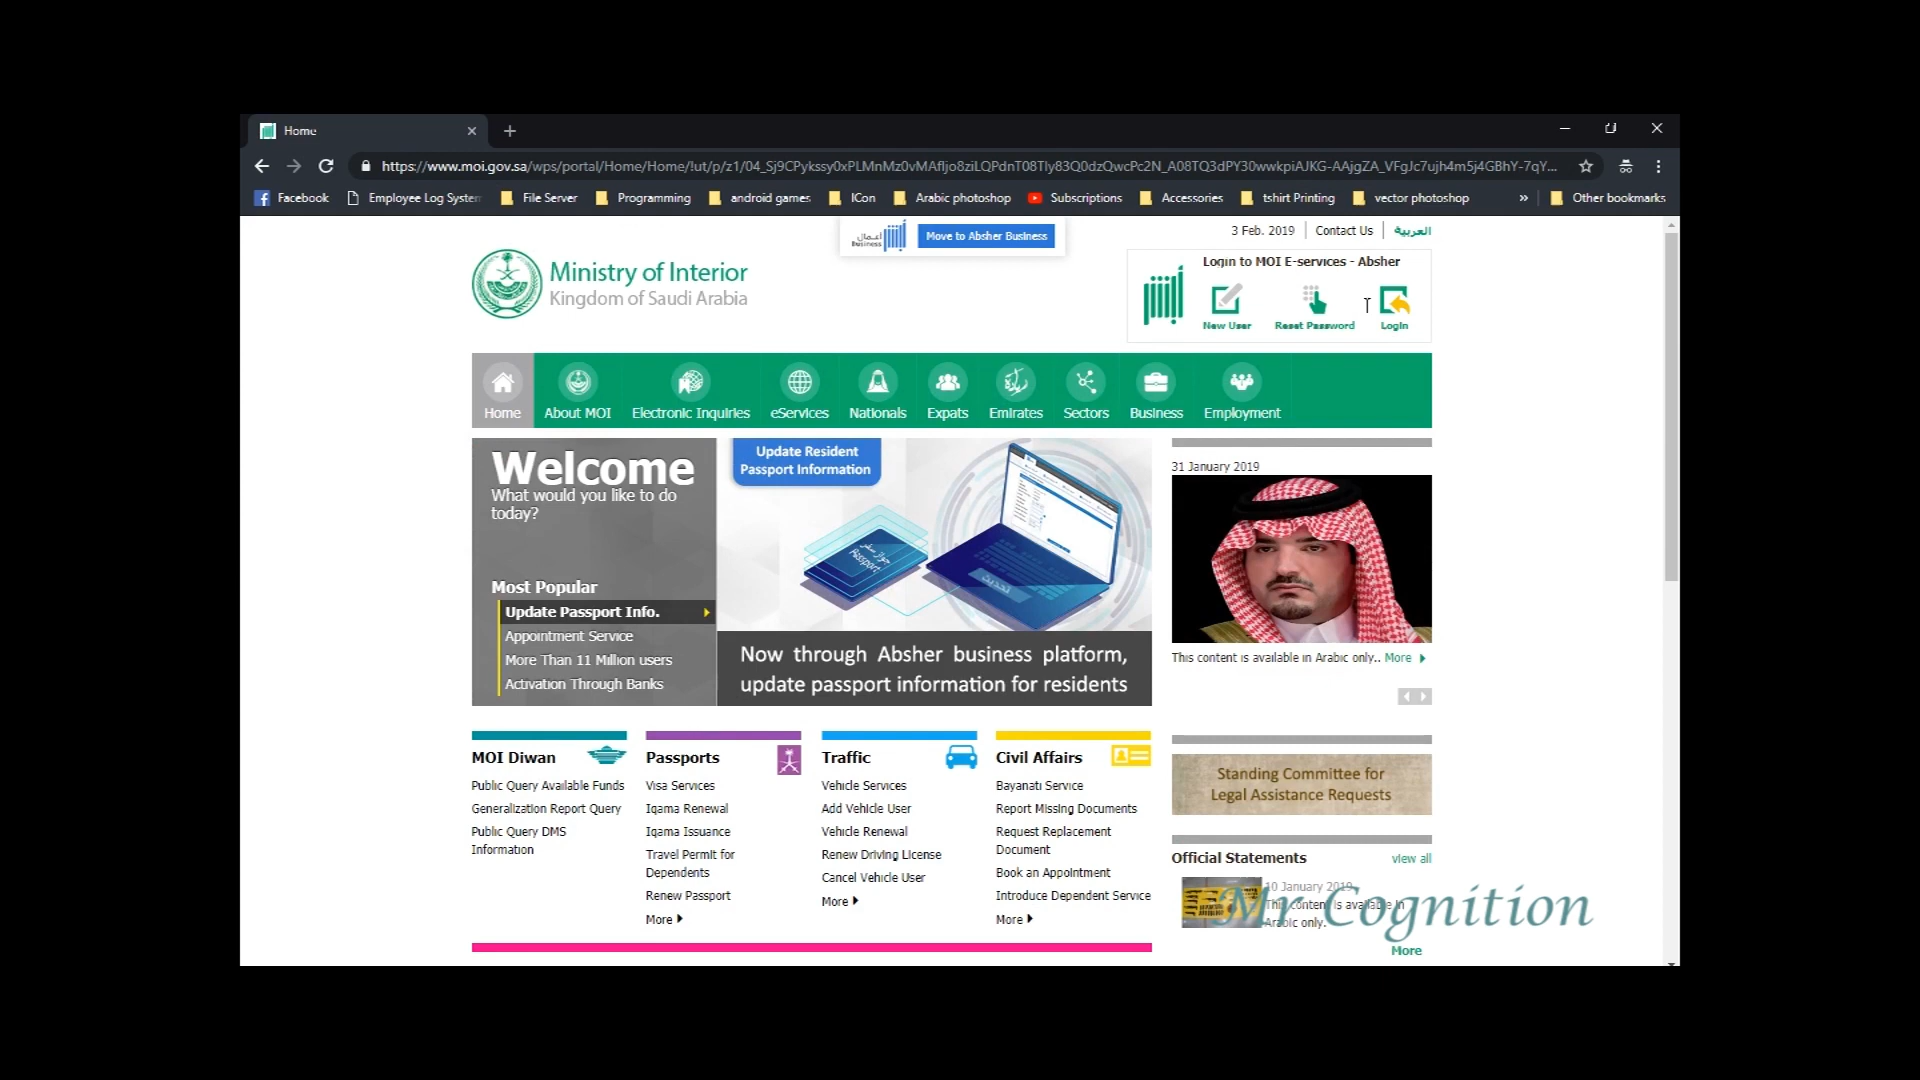 Home
https://www.moi.gov.sa/wps/portal/Home/Home/!ut/p/z1/04_Sj9CPykssy0xPLMnMz0vMAfIjo8ziLQPdnT08TIy83Q0dzQwcPc2N_A08TQ3dPY30wwkpiAJKG-AAjgZA_VFgJc7ujh4m5j4GBhY-7qY...
Facebook
Employee Log System
File Server
Programming
android games
ICon
Arabic photoshop
Subscriptions
Accessories
tshirt Printing
vector photoshop
»
Other bookmarks
أعمال
Business
Move to Absher Business
3 Feb. 2019
Contact Us
العربية
Ministry of Interior
Kingdom of Saudi Arabia
Login to MOI E-services - Absher
New User
Reset Password
Login
Home
About MOI
Electronic Inquiries
eServices
Nationals
Expats
Emirates
Sectors
Business
Employment
Welcome
What would you like to do
today?
Most Popular
Update Passport Info.
Appointment Service
More Than 11 Million users
Activation Through Banks
Update Resident
Passport Information
جواز سفر
Passport
تحديث
Now through Absher business platform,
update passport information for residents
31 January 2019
This content is available in Arabic only.. More
MOI Diwan
Public Query Available Funds
Generalization Report Query
Public Query DMS
Information
Passports
Visa Services
Iqama Renewal
Iqama Issuance
Travel Permit for
Dependents
Renew Passport
More
Traffic
Vehicle Services
Add Vehicle User
Vehicle Renewal
Renew Driving License
Cancel Vehicle User
More
Civil Affairs
Bayanati Service
Report Missing Documents
Request Replacement
Document
Book an Appointment
Introduce Dependent Service
More
Standing Committee for
Legal Assistance Requests
Official Statements
view all
10 January 2019
This content is available in
Arabic only.
More
Mr Cognition